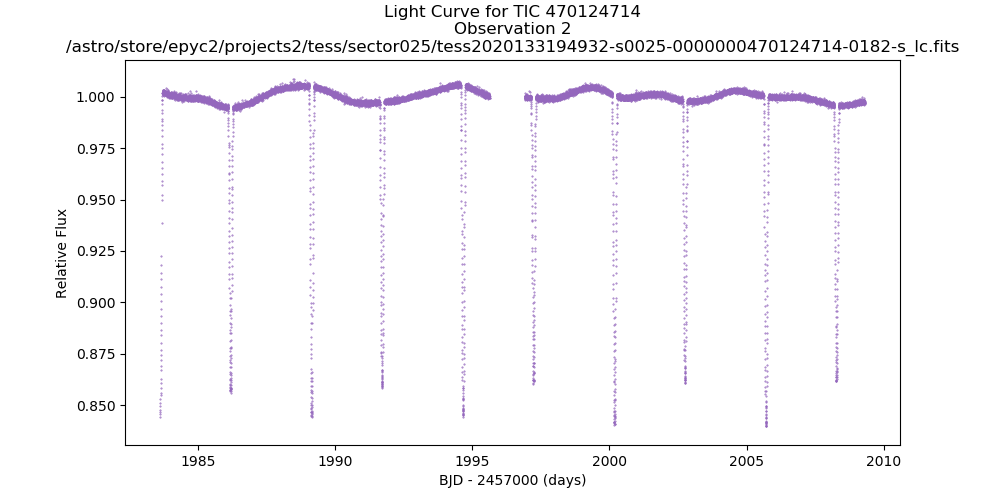 Light Curve for TIC 470124714
Observation 2
/astro/store/epyc2/projects2/tess/sector025/tess2020133194932-s0025-0000000470124714-0182-s_lc.fits
1.000
0.975
0.950
0.925
0.900
0.875
0.850
Relative Flux
1985
1990
1995
2000
2005
2010
BJD - 2457000 (days)